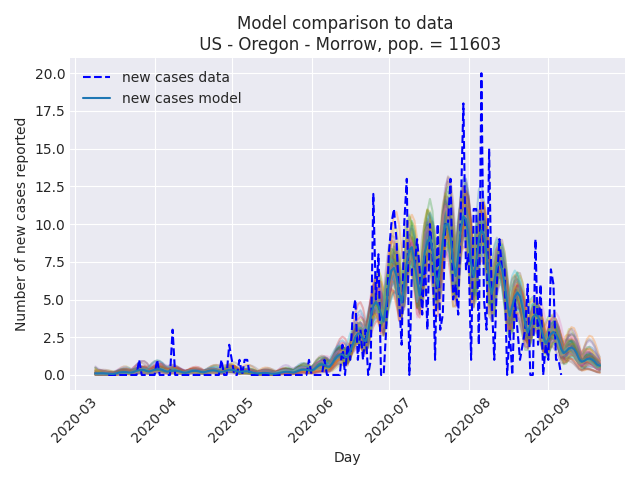 Model comparison to data
US - Oregon - Morrow, pop. = 11603
new cases data
new cases model
Number of new cases reported
20.0
17.5
15.0
12.5
10.0
7.5
5.0
2.5
0.0
2020-03
2020-04
2020-05
2020-06
2020-07
2020-08
2020-09
Day